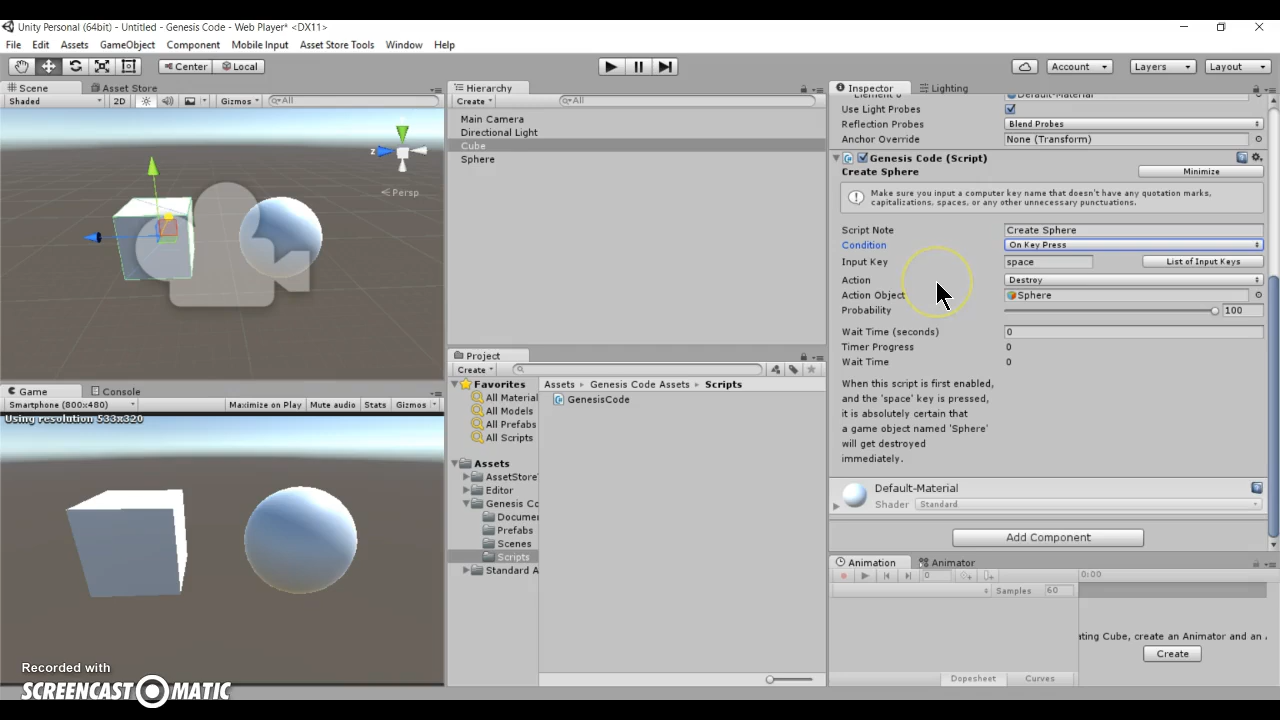 Unity Personal (64bit) - Untitled - Genesis Code - Web Player* <DX11>
File Edit Assets GameObject Component Mobile Input Asset Store Tools Window Help
Center Local
Account Layers Layout
Scene Asset Store
Shaded 2D Gizmos All
Persp
Hierarchy
Create All
Main Camera
Directional Light
Cube
Sphere
Inspector Lighting
Element 0 Default-Material
Use Light Probes
Reflection Probes Blend Probes
Anchor Override None (Transform)
Genesis Code (Script)
Create Sphere Minimize
Make sure you input a computer key name that doesn't have any quotation marks,
capitalizations, spaces, or any other unnecessary punctuations.
Script Note Create Sphere
Condition On Key Press
Input Key space List of Input Keys
Action Destroy
Action Object Sphere
Probability 100
Wait Time (seconds) 0
Timer Progress 0
Wait Time 0
When this script is first enabled,
and the 'space' key is pressed,
it is absolutely certain that
a game object named 'Sphere'
will get destroyed
immediately.
Default-Material
Shader Standard
Add Component
Game Console
Smartphone (800x480) Maximize on Play Mute audio Stats Gizmos
Using resolution 533x320
Project
Create
Favorites
All Material
All Models
All Prefabs
All Scripts
Assets
AssetStore
Editor
Genesis Co
Docume
Prefabs
Scenes
Scripts
Standard A
Assets Genesis Code Assets Scripts
GenesisCode
Animation Animator
0 0:00
Samples 60
ating Cube, create an Animator and an
Create
Dopesheet Curves
Recorded with
SCREENCAST-O-MATIC